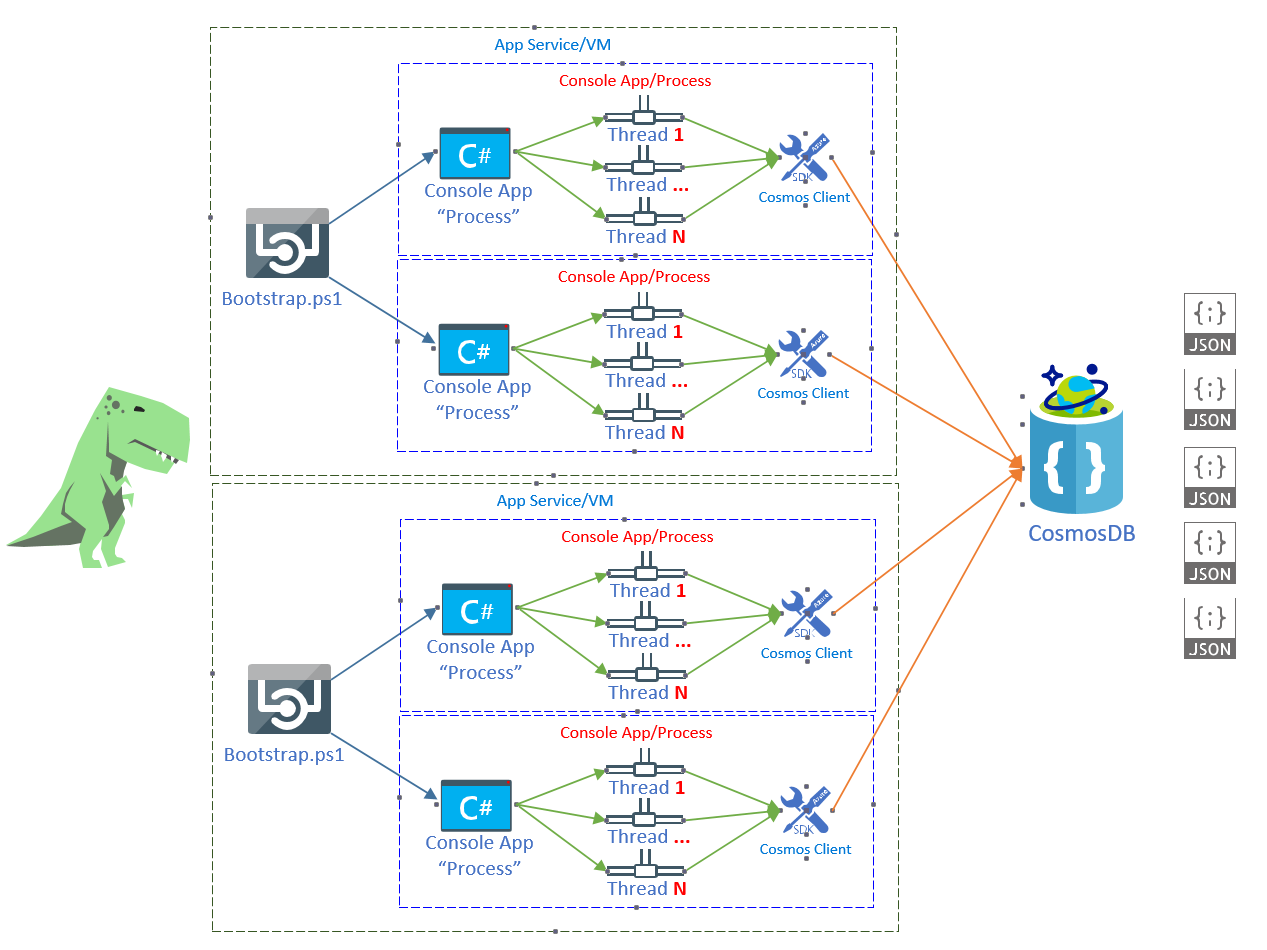 App Service/VM
Console App/Process
C#
Console App
“Process”
Thread 1
Thread ...
Thread N
Azure
SDK
Cosmos Client
Bootstrap.ps1
Console App/Process
C#
Console App
“Process”
Thread 1
Thread ...
Thread N
Azure
SDK
Cosmos Client
App Service/VM
Console App/Process
C#
Console App
“Process”
Thread 1
Thread ...
Thread N
Azure
SDK
Cosmos Client
Bootstrap.ps1
Console App/Process
C#
Console App
“Process”
Thread 1
Thread ...
Thread N
Azure
SDK
Cosmos Client
{ }
CosmosDB
{;}
JSON
{;}
JSON
{;}
JSON
{;}
JSON
{;}
JSON